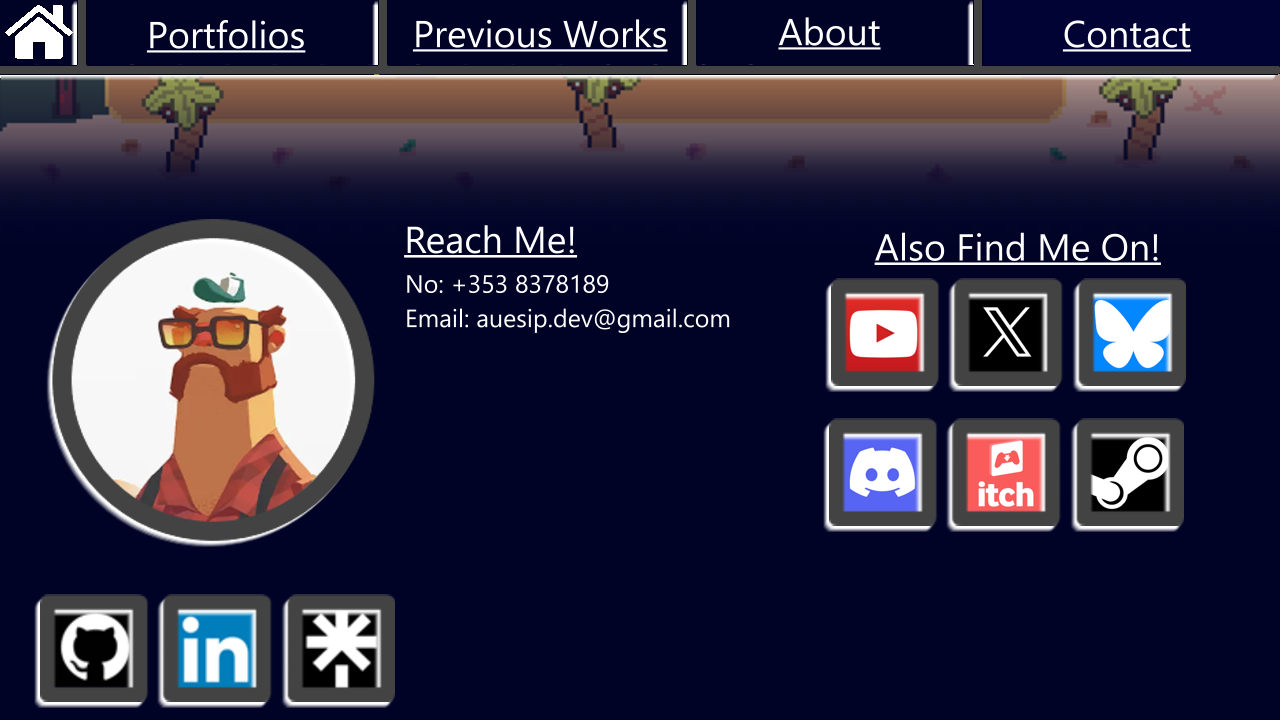 Portfolios
Previous Works
About
Contact
Reach Me!
No: +353 8378189
Email: auesip.dev@gmail.com
Also Find Me On!
itch
in